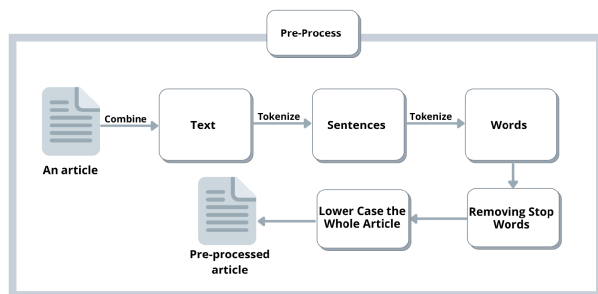 Pre-Process
Combine
Text
Tokenize
Sentences
Tokenize
Words
An article
Removing Stop
Words
Lower Case the
Whole Article
Pre-processed
article